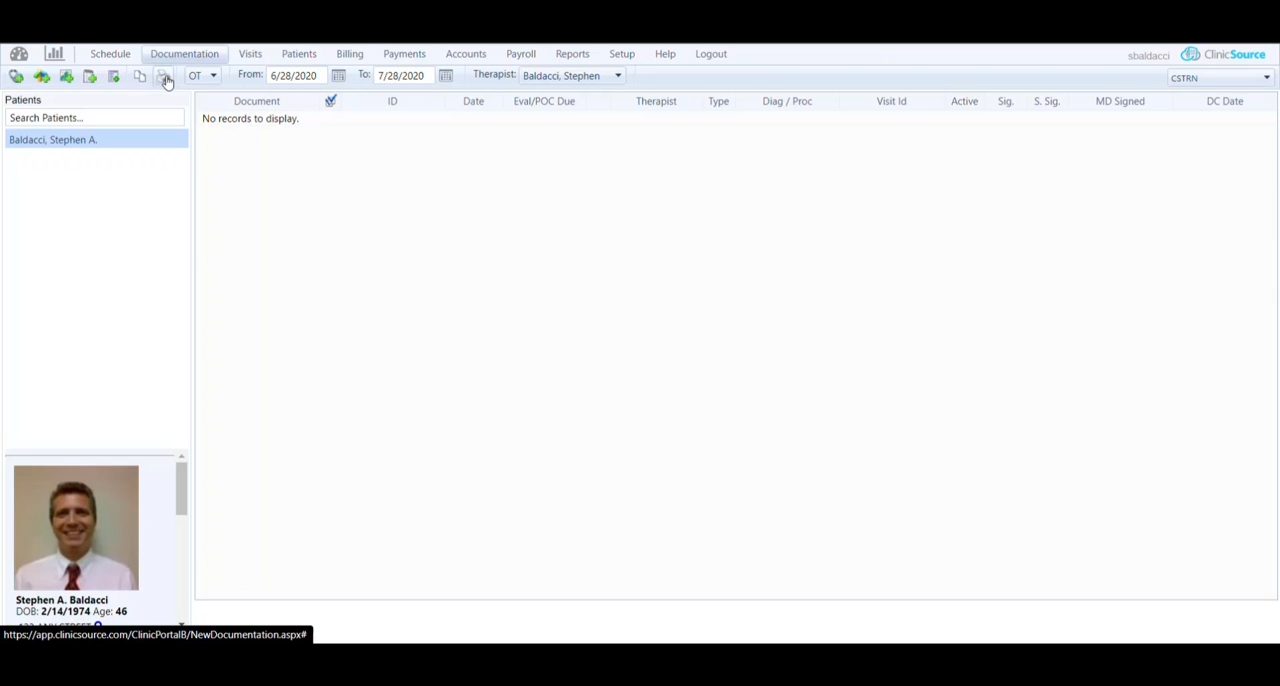 Schedule Documentation Visits Patients Billing Payments Accounts Payroll Reports Setup Help Logout sbaldacci ClinicSource
OT From: 6/28/2020 To: 7/28/2020 Therapist: Baldacci, Stephen CSTRN
Patients Document ID Date Eval/POC Due Therapist Type Diag / Proc Visit Id Active Sig. S. Sig. MD Signed DC Date
Search Patients... No records to display.
Baldacci, Stephen A.
Stephen A. Baldacci
DOB: 2/14/1974 Age: 46
https://app.clinicsource.com/ClinicPortalB/NewDocumentation.aspx#